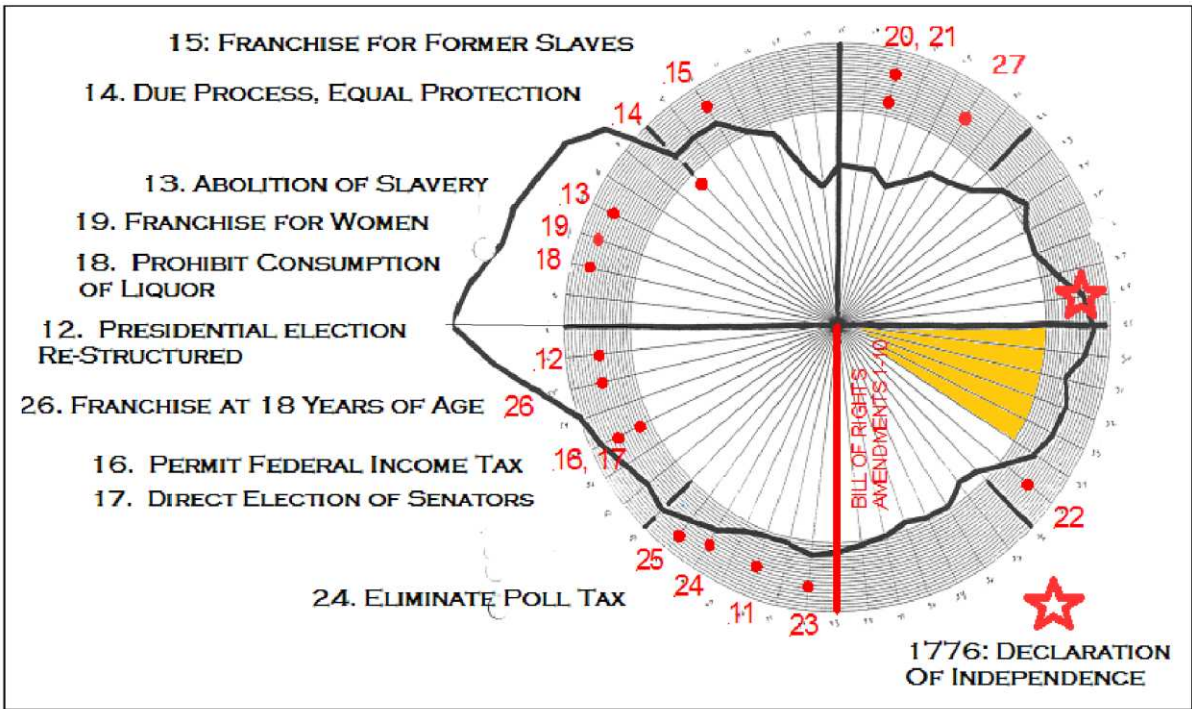 15: FRANCHISE FOR FORMER SLAVES
14. DUE PROCESS, EQUAL PROTECTION
13. ABOLITION OF SLAVERY
19. FRANCHISE FOR WOMEN
18. PROHIBIT CONSUMPTION
OF LIQUOR
12. PRESIDENTIAL ELECTION
RE-STRUCTURED
26. FRANCHISE AT 18 YEARS OF AGE
16. PERMIT FEDERAL INCOME TAX
17. DIRECT ELECTION OF SENATORS
24. ELIMINATE POLL TAX
20, 21
27
15
14
13
19
18
12
26
16, 17
25
24
11
23
22
BILL OF RIGHTS
AMENDMENTS 1-10
1776: DECLARATION
OF INDEPENDENCE